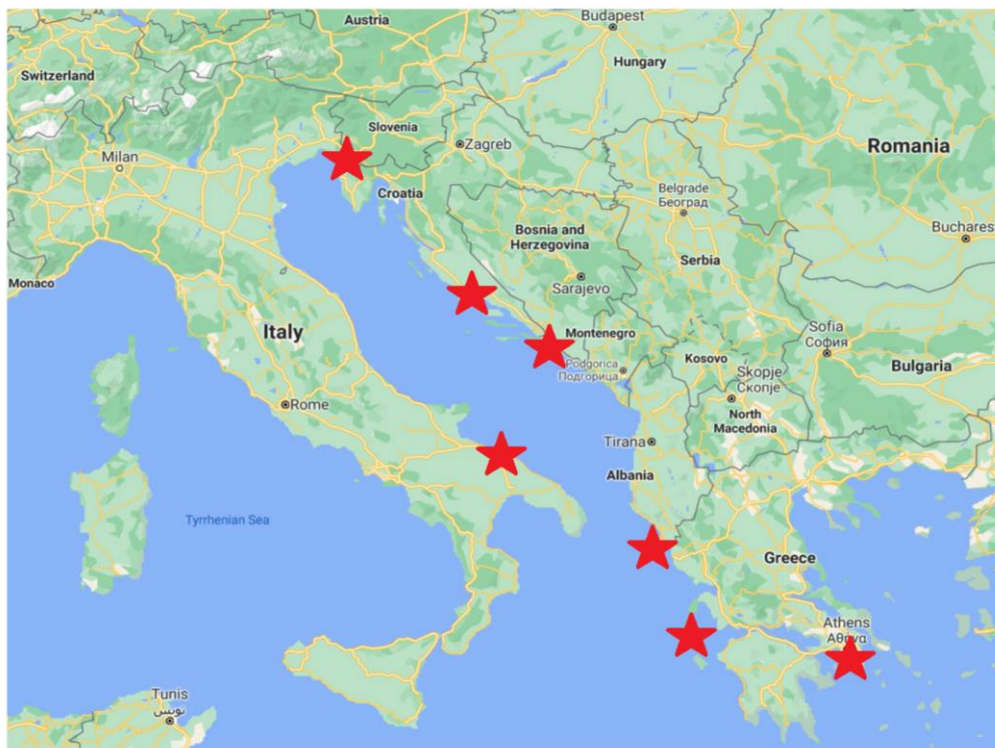 Austria
Budapest
Hungary
Switzerland
Slovenia
Zagreb
Romania
Milan
Croatia
Belgrade
Београд
Bosnia and
Herzegovina
Buchares
Serbia
Monaco
Sarajevo
Italy
Montenegro
Sofia
София
Podgorica
Подгорица
Kosovo
Bulgaria
Skopje
Скопје
Rome
North
Macedonia
Tirana
Albania
Tyrrhenian Sea
Greece
Athens
Αθήνα
Tunis
تونس